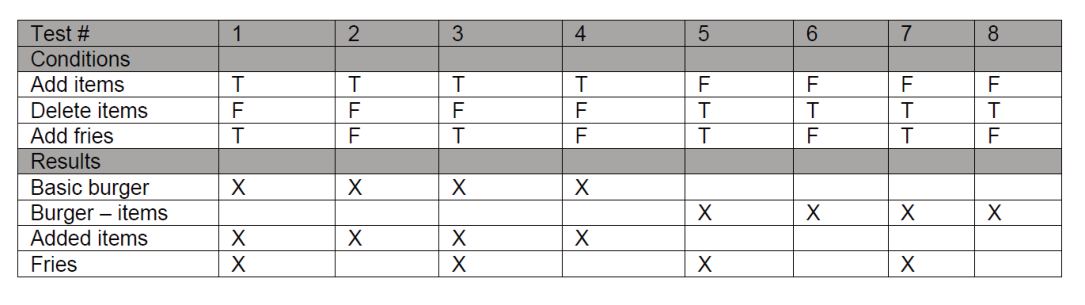 Test # 1 2 3 4 5 6 7 8
Conditions
Add items T T T T F F F F
Delete items F F F F T T T T
Add fries T F T F T F T F
Results
Basic burger X X X X
Burger – items X X X X
Added items X X X X
Fries X X X X